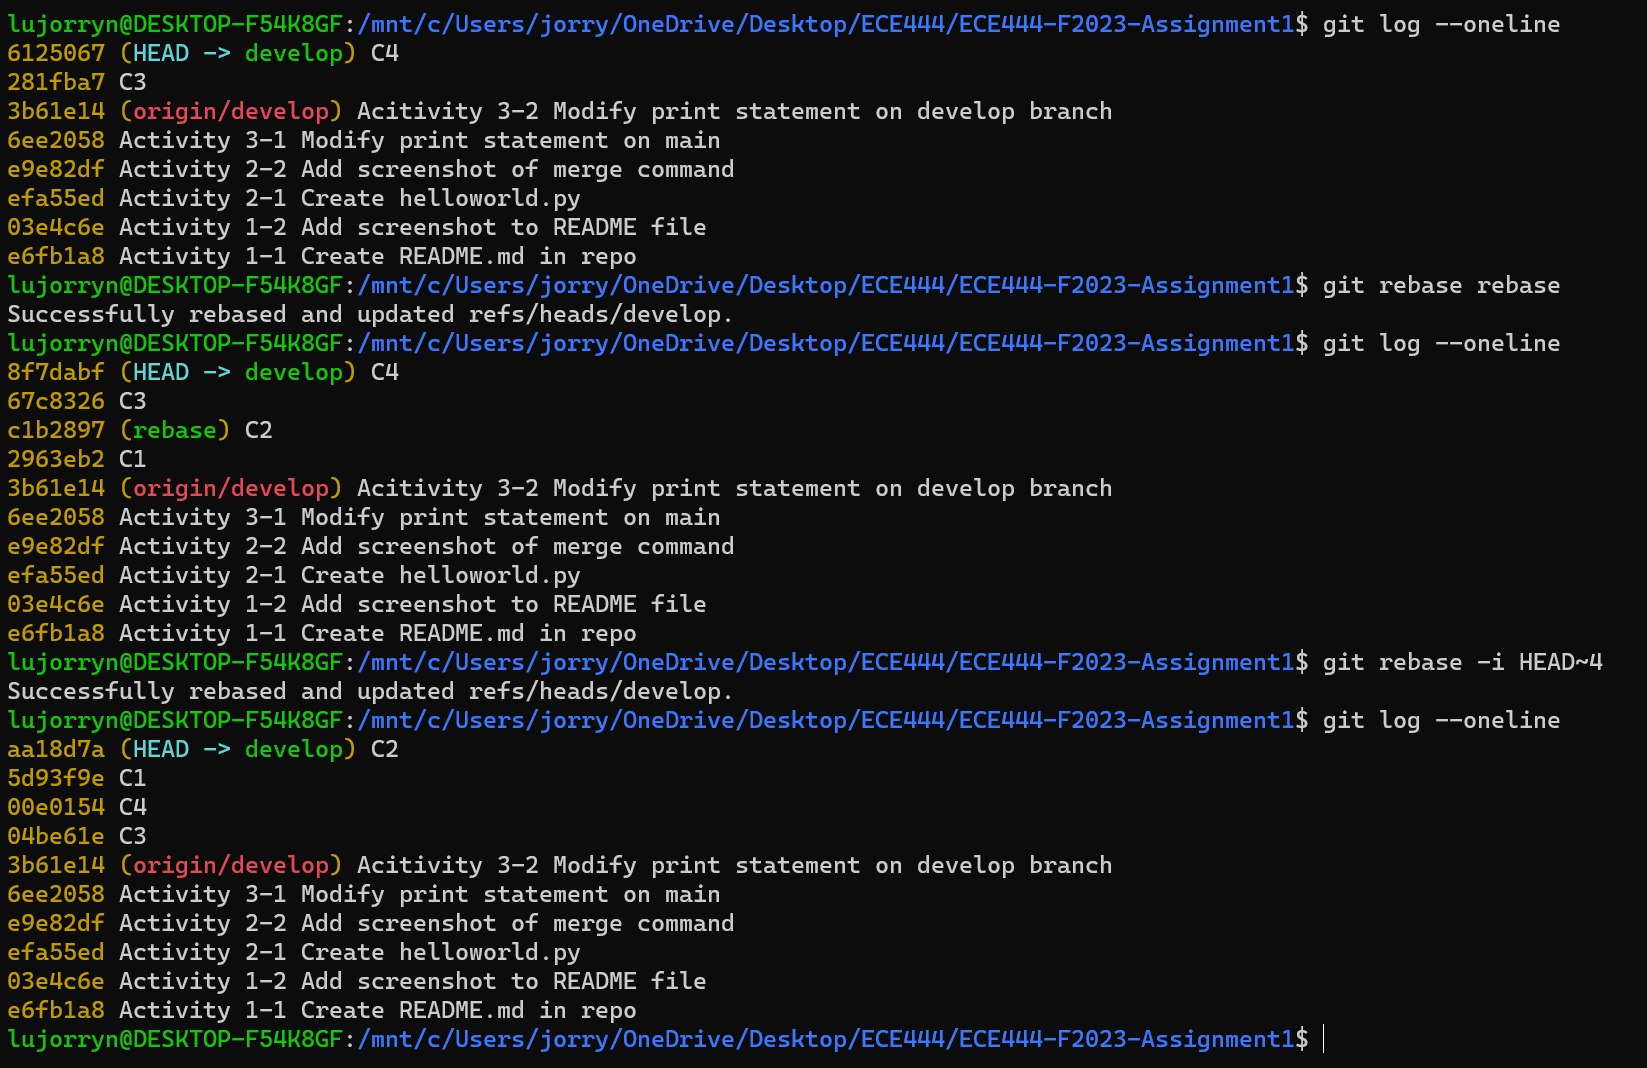 lujorryn@DESKTOP-F54K8GF:/mnt/c/Users/jorry/OneDrive/Desktop/ECE444/ECE444-F2023-Assignment1$ git log --oneline
6125067 (HEAD -> develop) C4
281fba7 C3
3b61e14 (origin/develop) Acitivity 3-2 Modify print statement on develop branch
6ee2058 Activity 3-1 Modify print statement on main
e9e82df Activity 2-2 Add screenshot of merge command
efa55ed Activity 2-1 Create helloworld.py
03e4c6e Activity 1-2 Add screenshot to README file
e6fb1a8 Activity 1-1 Create README.md in repo
lujorryn@DESKTOP-F54K8GF:/mnt/c/Users/jorry/OneDrive/Desktop/ECE444/ECE444-F2023-Assignment1$ git rebase rebase
Successfully rebased and updated refs/heads/develop.
lujorryn@DESKTOP-F54K8GF:/mnt/c/Users/jorry/OneDrive/Desktop/ECE444/ECE444-F2023-Assignment1$ git log --oneline
8f7dabf (HEAD -> develop) C4
67c8326 C3
c1b2897 (rebase) C2
2963eb2 C1
3b61e14 (origin/develop) Acitivity 3-2 Modify print statement on develop branch
6ee2058 Activity 3-1 Modify print statement on main
e9e82df Activity 2-2 Add screenshot of merge command
efa55ed Activity 2-1 Create helloworld.py
03e4c6e Activity 1-2 Add screenshot to README file
e6fb1a8 Activity 1-1 Create README.md in repo
lujorryn@DESKTOP-F54K8GF:/mnt/c/Users/jorry/OneDrive/Desktop/ECE444/ECE444-F2023-Assignment1$ git rebase -i HEAD~4
Successfully rebased and updated refs/heads/develop.
lujorryn@DESKTOP-F54K8GF:/mnt/c/Users/jorry/OneDrive/Desktop/ECE444/ECE444-F2023-Assignment1$ git log --oneline
aa18d7a (HEAD -> develop) C2
5d93f9e C1
00e0154 C4
04be61e C3
3b61e14 (origin/develop) Acitivity 3-2 Modify print statement on develop branch
6ee2058 Activity 3-1 Modify print statement on main
e9e82df Activity 2-2 Add screenshot of merge command
efa55ed Activity 2-1 Create helloworld.py
03e4c6e Activity 1-2 Add screenshot to README file
e6fb1a8 Activity 1-1 Create README.md in repo
lujorryn@DESKTOP-F54K8GF:/mnt/c/Users/jorry/OneDrive/Desktop/ECE444/ECE444-F2023-Assignment1$